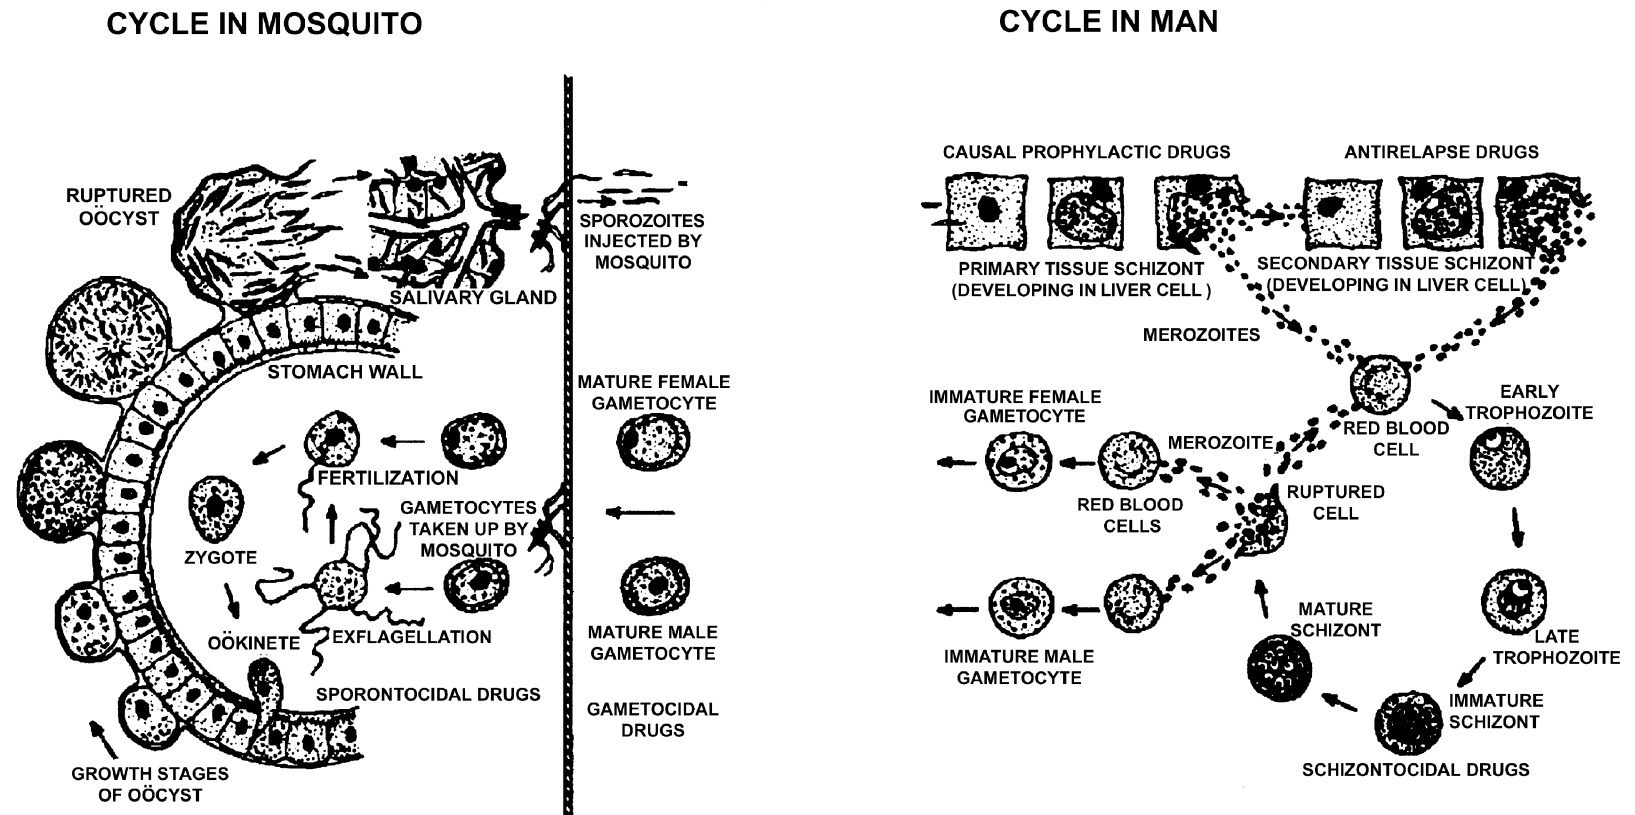 CYCLE IN MOSQUITO
RUPTURED
OÖCYST
SALIVARY GLAND
STOMACH WALL
FERTILIZATION
GAMETOCYTES
TAKEN UP BY
MOSQUITO
ZYGOTE
EXFLAGELLATION
OÖKINETE
SPORONTOCIDAL DRUGS
GROWTH STAGES
OF OÖCYST
SPOROZOITES
INJECTED BY
MOSQUITO
MATURE FEMALE
GAMETOCYTE
MATURE MALE
GAMETOCYTE
GAMETOCIDAL
DRUGS
CYCLE IN MAN
CAUSAL PROPHYLACTIC DRUGS
ANTIRELAPSE DRUGS
PRIMARY TISSUE SCHIZONT
(DEVELOPING IN LIVER CELL )
SECONDARY TISSUE SCHIZONT
(DEVELOPING IN LIVER CELL)
MEROZOITES
IMMATURE FEMALE
GAMETOCYTE
MEROZOITE
RED BLOOD
CELL
EARLY
TROPHOZOITE
RED BLOOD
CELLS
RUPTURED
CELL
IMMATURE MALE
GAMETOCYTE
MATURE
SCHIZONT
LATE
TROPHOZOITE
IMMATURE
SCHIZONT
SCHIZONTOCIDAL DRUGS